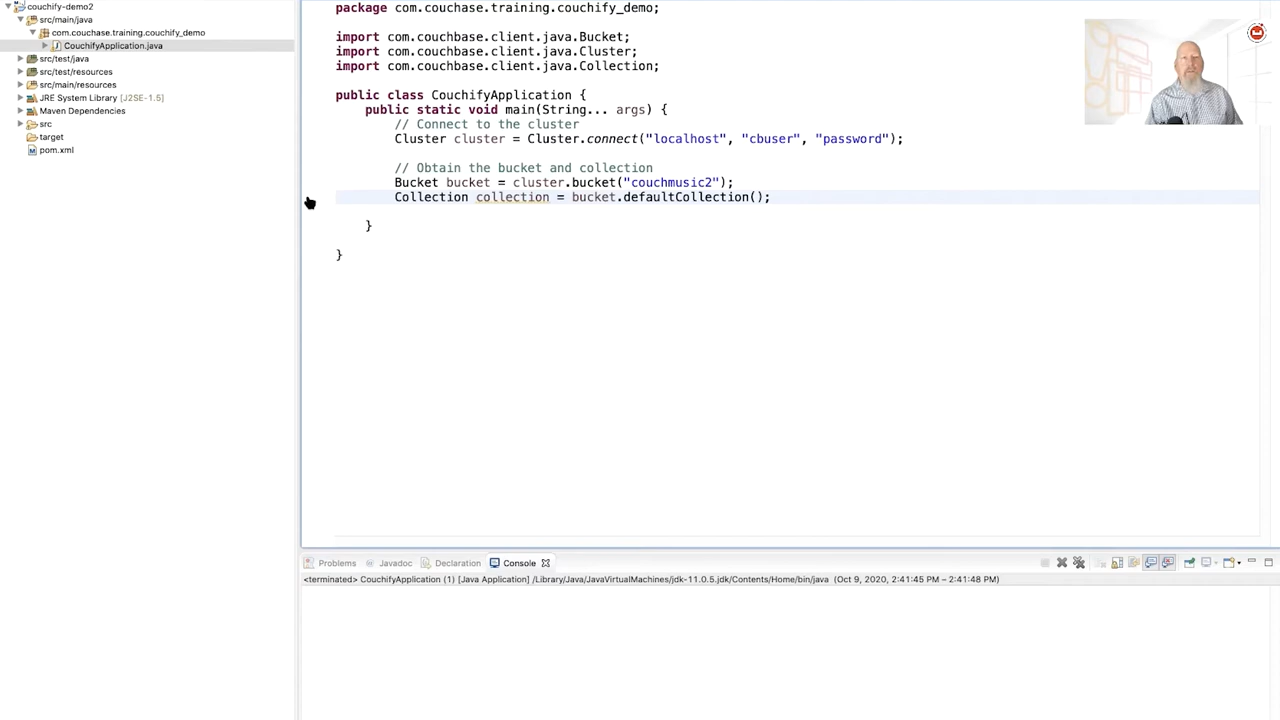 couchify-demo2
src/main/java
com.couchase.training.couchify_demo
CouchifyApplication.java
src/test/java
src/test/resources
src/main/resources
JRE System Library [J2SE-1.5]
Maven Dependencies
src
target
pom.xml
package com.couchase.training.couchify_demo;
import com.couchbase.client.java.Bucket;
import com.couchbase.client.java.Cluster;
import com.couchbase.client.java.Collection;
public class CouchifyApplication {
public static void main(String... args) {
// Connect to the cluster
Cluster cluster = Cluster.connect("localhost", "cbuser", "password");
// Obtain the bucket and collection
Bucket bucket = cluster.bucket("couchmusic2");
Collection collection = bucket.defaultCollection();
}
}
Problems Javadoc Declaration Console
<terminated> CouchifyApplication (1) [Java Application] /Library/Java/JavaVirtualMachines/jdk-11.0.5.jdk/Contents/Home/bin/java (Oct 9, 2020, 2:41:45 PM – 2:41:48 PM)